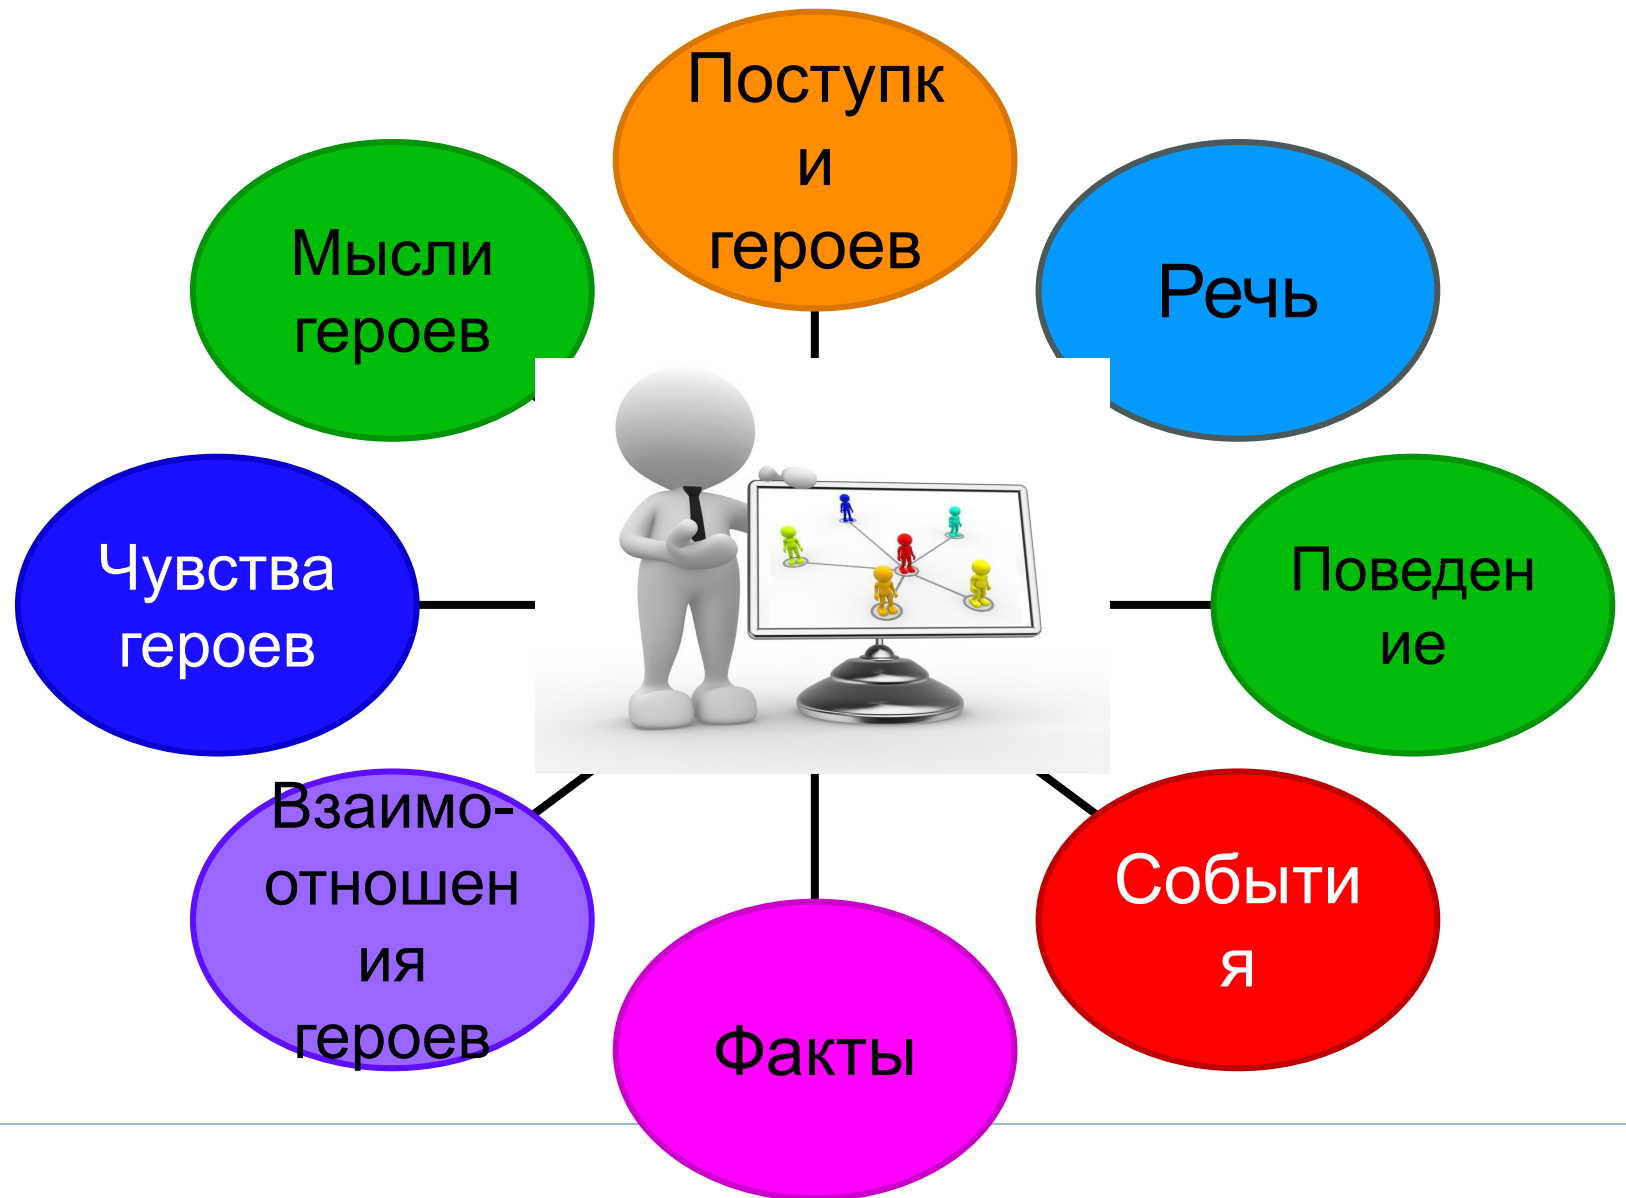 Поступк
и
героев
Мысли
героев
Речь
Чувства
героев
Поведен
ие
Взаимо-
отношен
ия
героев
Событи
я
Факты